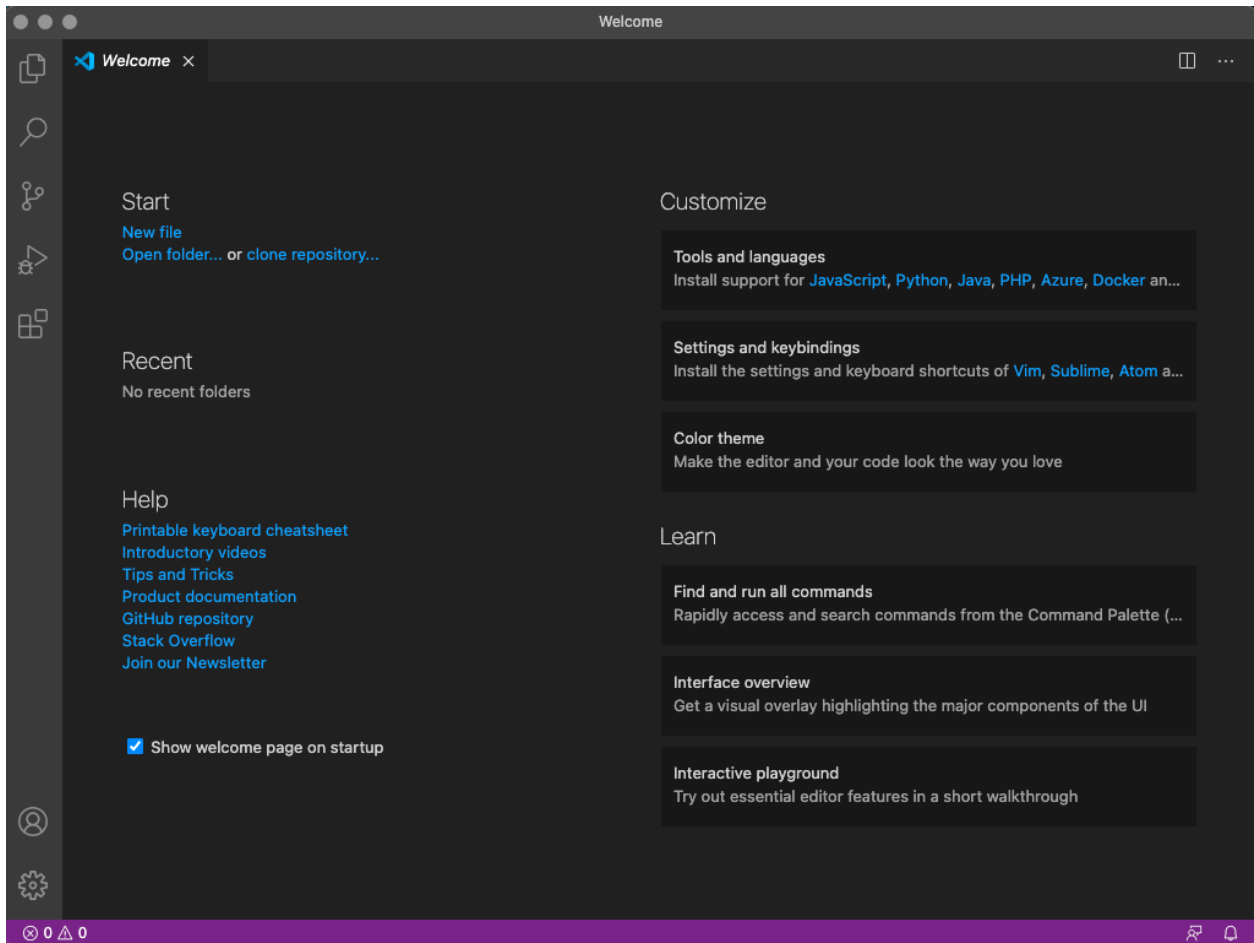 Welcome
Welcome
Start
New file
Open folder... or clone repository...
Recent
No recent folders
Help
Printable keyboard cheatsheet
Introductory videos
Tips and Tricks
Product documentation
GitHub repository
Stack Overflow
Join our Newsletter
Show welcome page on startup
Customize
Tools and languages
Install support for JavaScript, Python, Java, PHP, Azure, Docker an...
Settings and keybindings
Install the settings and keyboard shortcuts of Vim, Sublime, Atom a...
Color theme
Make the editor and your code look the way you love
Learn
Find and run all commands
Rapidly access and search commands from the Command Palette (...
Interface overview
Get a visual overlay highlighting the major components of the UI
Interactive playground
Try out essential editor features in a short walkthrough
0 0